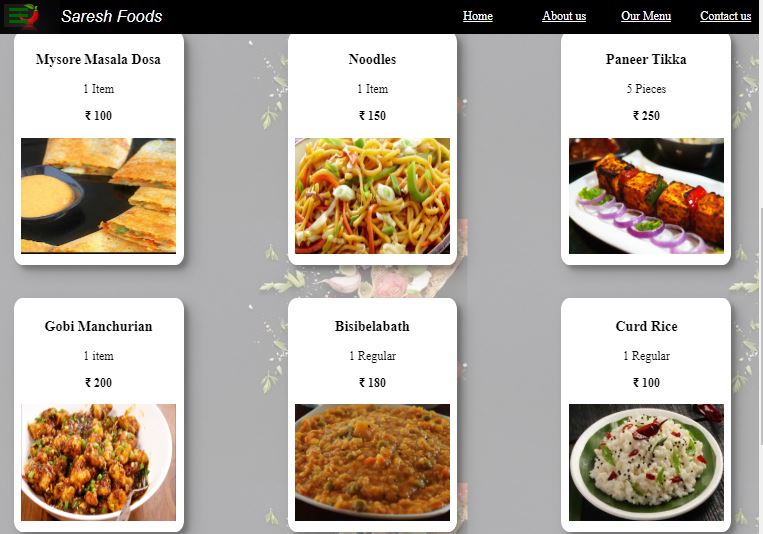 Saresh Foods
Home
About us
Our Menu
Contact us
Mysore Masala Dosa
1 Item
₹ 100
Noodles
1 Item
₹ 150
Paneer Tikka
5 Pieces
₹ 250
Gobi Manchurian
1 item
₹ 200
Bisibelabath
1 Regular
₹ 180
Curd Rice
1 Regular
₹ 100